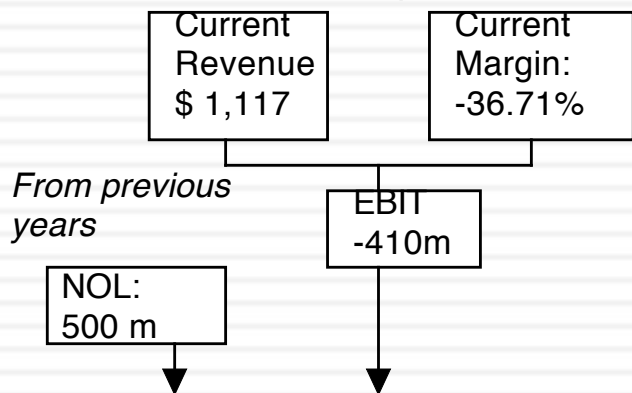 Current
Revenue
$ 1,117
Current
Margin:
-36.71%
From previous
years
EBIT
-410m
NOL:
500 m